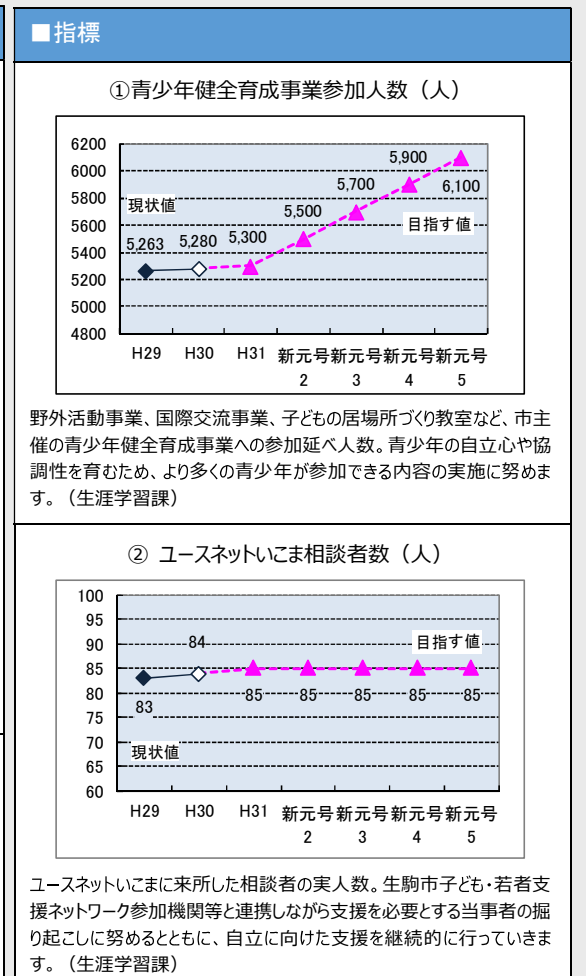 ■指標
①青少年健全育成事業参加人数（人）
6200
6000
5800
5600
5400
5200
5000
4800
現状値
5,263
5,280
5,300
5,500
5,700
5,900
6,100
目指す値
H29
H30
H31
新元号
2
新元号
3
新元号
4
新元号
5
野外活動事業、国際交流事業、子どもの居場所づくり教室など、市主
催の青少年健全育成事業への参加延べ人数。青少年の自立心や協
調性を育むため、より多くの青少年が参加できる内容の実施に努めま
す。（生涯学習課）
② ユースネットいこま相談者数（人）
100
95
90
85
80
75
70
65
60
目指す値
84
83
85
85
85
85
85
現状値
H29
H30
H31
新元号
2
新元号
3
新元号
4
新元号
5
ユースネットいこまに来所した相談者の実人数。生駒市子ども・若者支
援ネットワーク参加機関等と連携しながら支援を必要とする当事者の掘
り起こしに努めるとともに、自立に向けた支援を継続的に行っていきま
す。（生涯学習課）